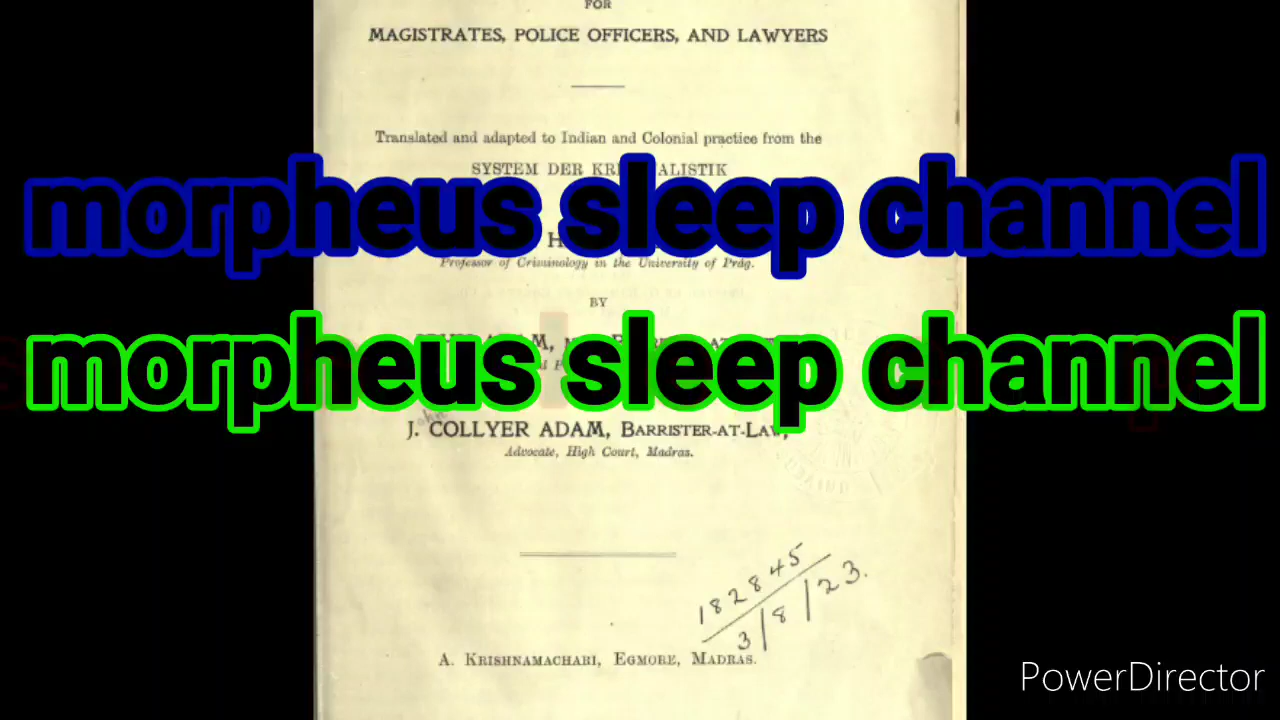 FOR
MAGISTRATES, POLICE OFFICERS, AND LAWYERS
Translated and adapted to Indian and Colonial practice from the
SYSTEM DER
morpheus sleep channel
Professor of Criminology in the University of Prag.
BY
morpheus sleep channel
J. COLLYER ADAM, BARRISTER-AT-LAW,
Advocate, High Court, Madras.
182845
3/8/23.
A. KRISHNAMACHARI, EGMORE, MADRAS.
PowerDirector